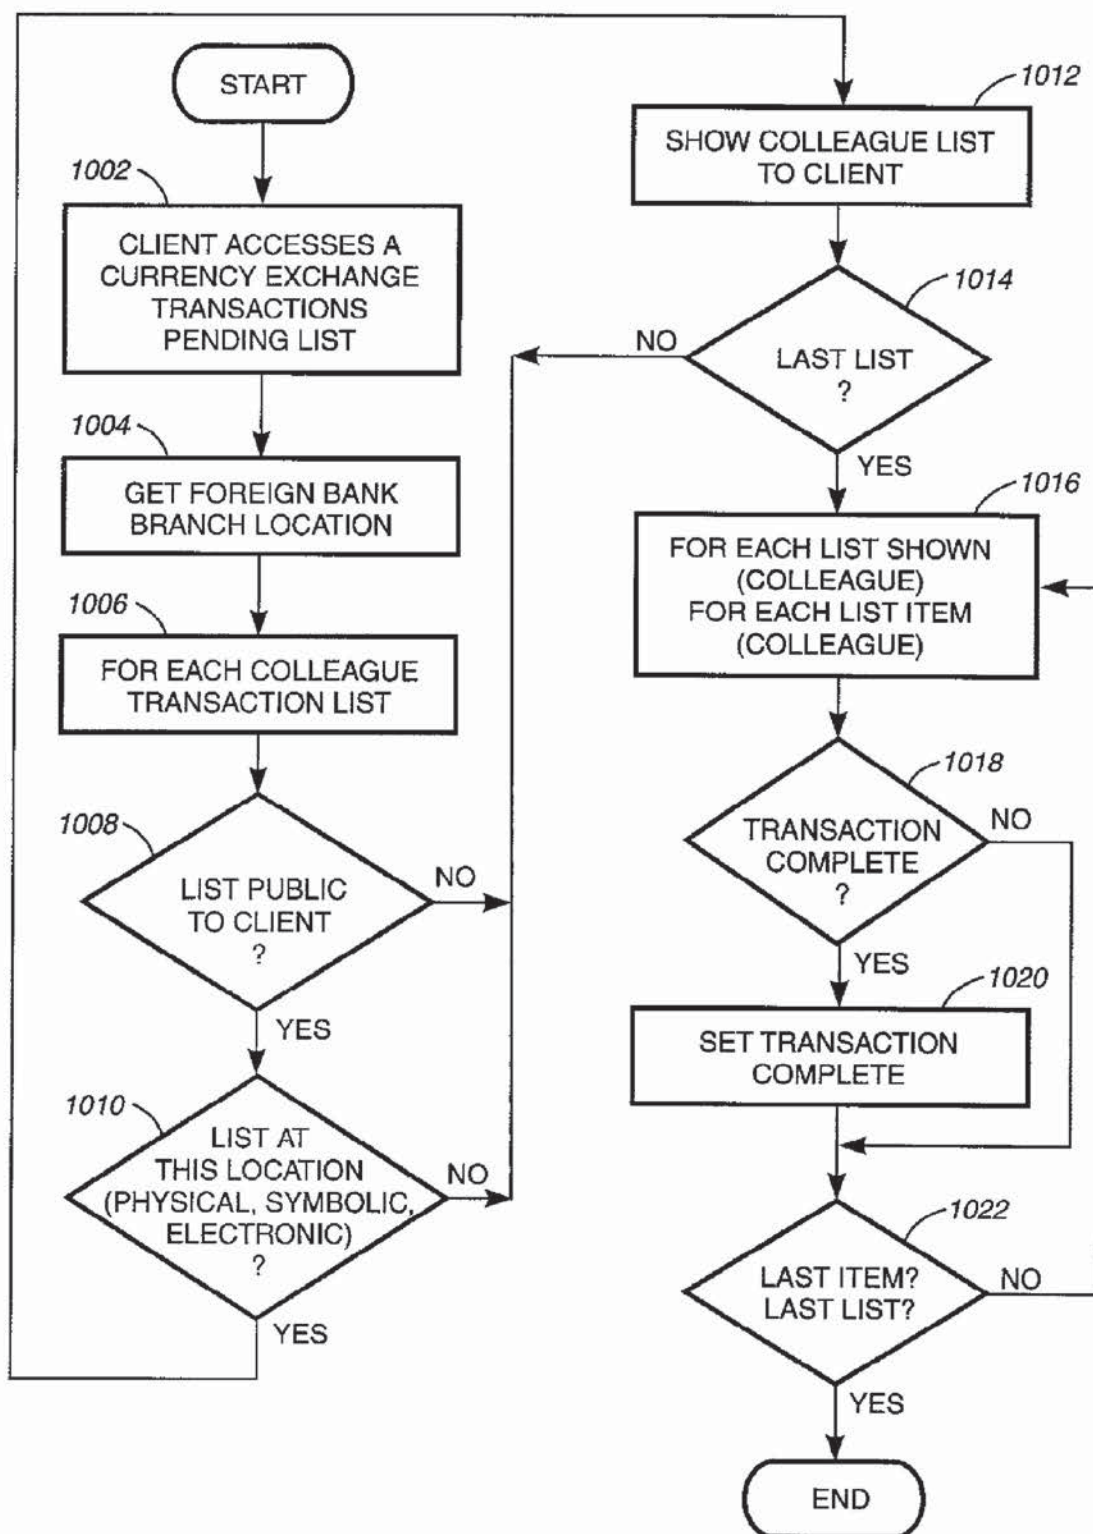 START
1002
CLIENT ACCESSES A
CURRENCY EXCHANGE
TRANSACTIONS
PENDING LIST
1004
GET FOREIGN BANK
BRANCH LOCATION
1006
FOR EACH COLLEAGUE
TRANSACTION LIST
1008
LIST PUBLIC
TO CLIENT
?
NO
YES
1010
LIST AT
THIS LOCATION
(PHYSICAL, SYMBOLIC,
ELECTRONIC)
?
NO
YES
1012
SHOW COLLEAGUE LIST
TO CLIENT
1014
LAST LIST
?
NO
YES
1016
FOR EACH LIST SHOWN
(COLLEAGUE)
FOR EACH LIST ITEM
(COLLEAGUE)
1018
TRANSACTION
COMPLETE
?
NO
YES
1020
SET TRANSACTION
COMPLETE
1022
LAST ITEM?
LAST LIST?
NO
YES
END